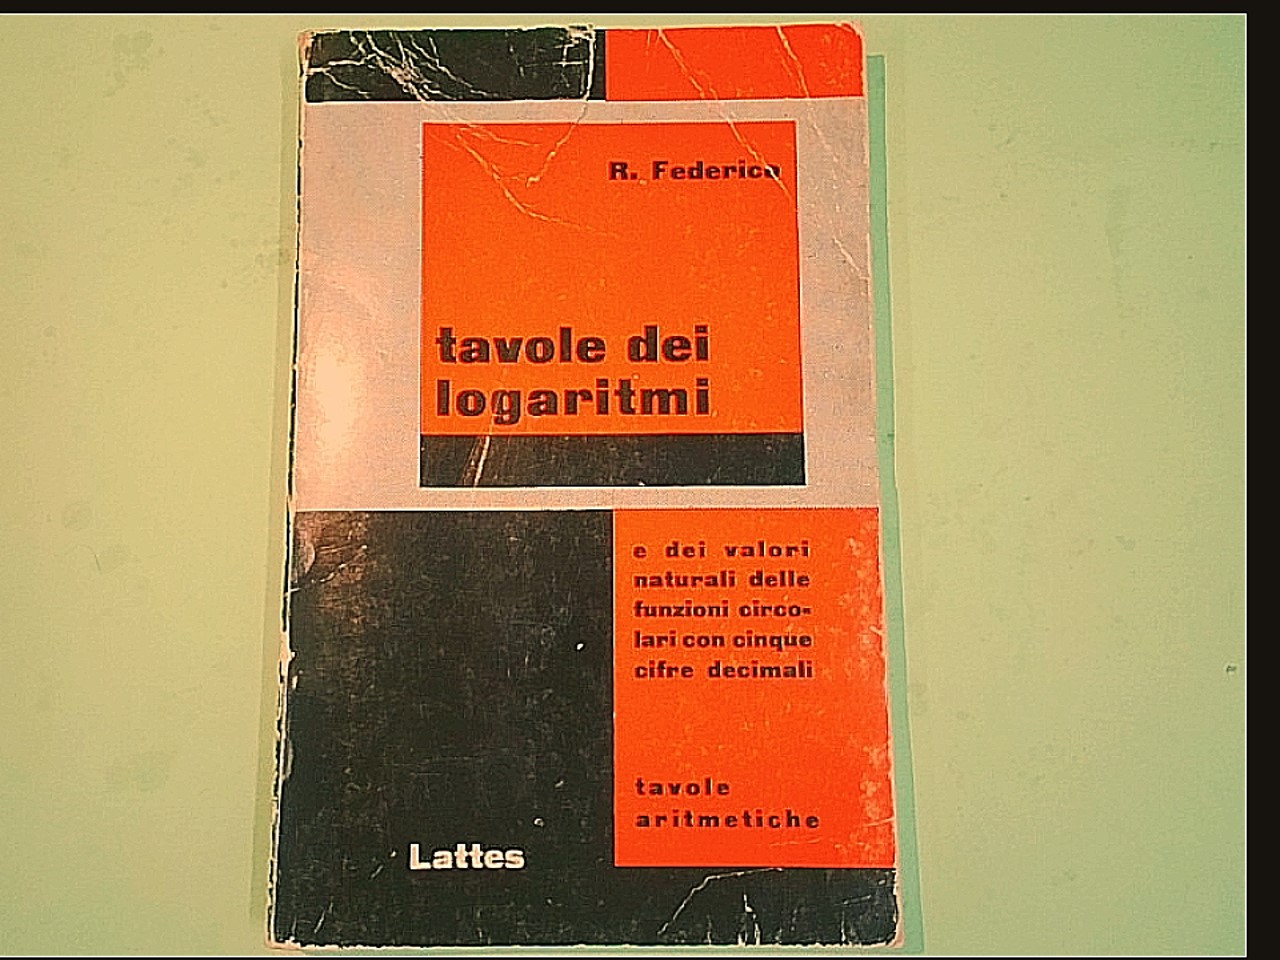 R. Federico
tavole dei
logaritmi
e dei valori
naturali delle
funzioni circo-
lari con cinque
cifre decimali
tavole
aritmetiche
Lattes